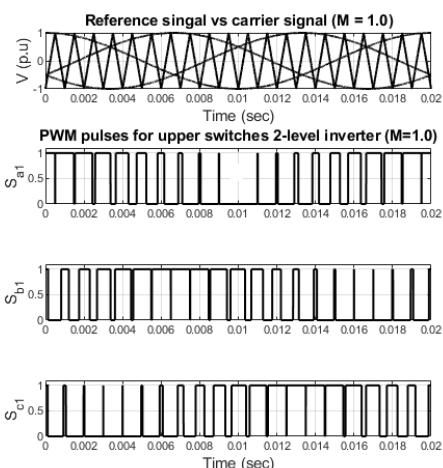 Reference singal vs carrier signal (M = 1.0)
V (p.u)
1
0
-1
0 0.002 0.004 0.006 0.008 0.01 0.012 0.014 0.016 0.018 0.02
Time (sec)
PWM pulses for upper switches 2-level inverter (M=1.0)
Sa1
1
0.5
0
0 0.002 0.004 0.006 0.008 0.01 0.012 0.014 0.016 0.018 0.02
Sb1
1
0.5
0
0 0.002 0.004 0.006 0.008 0.01 0.012 0.014 0.016 0.018 0.02
Sc1
1
0.5
0
0 0.002 0.004 0.006 0.008 0.01 0.012 0.014 0.016 0.018 0.02
Time (sec)